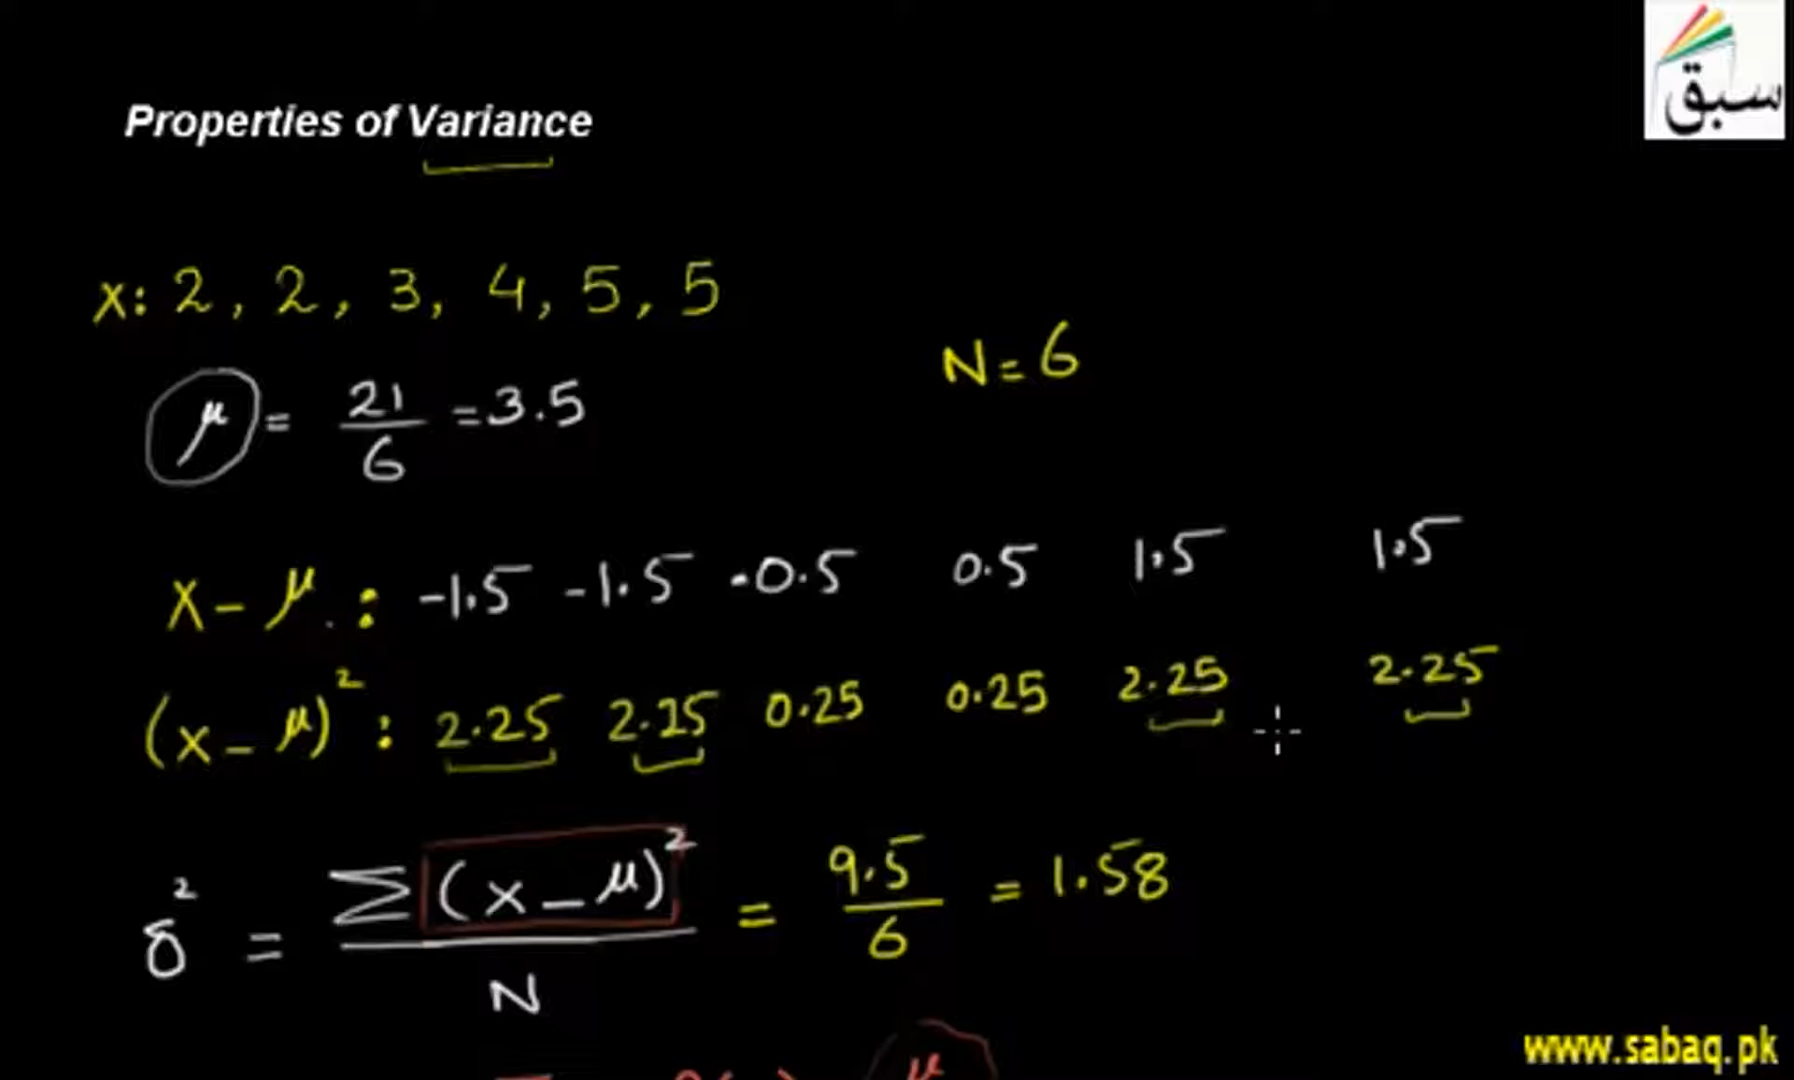 سبق
Properties of Variance
x: 2, 2, 3, 4, 5, 5
N = 6
μ = 21/6 = 3.5
x - μ : -1.5 -1.5 -0.5 0.5 1.5 1.5
(x - μ)² : 2.25 2.25 0.25 0.25 2.25 2.25
δ² = Σ(x - μ)² / N = 9.5/6 = 1.58
μ
www.sabaq.pk